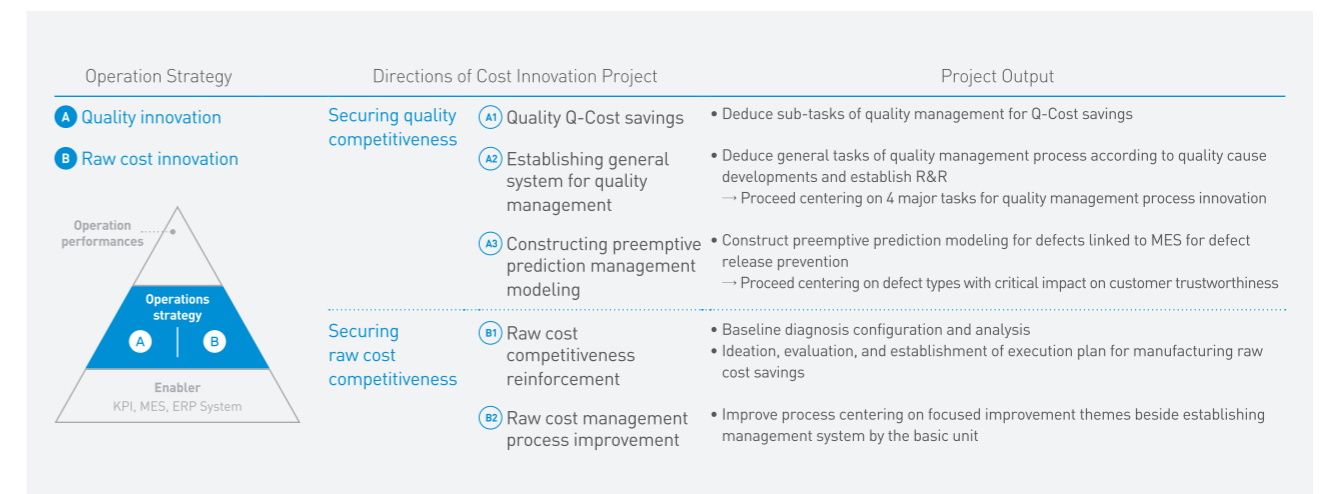 Operation Strategy
Directions of Cost Innovation Project
Project Output
A Quality innovation
B Raw cost innovation
Operation
performances
Operations
strategy
A
B
Enabler
KPI, MES, ERP System
Securing quality
competitiveness
A1 Quality Q-Cost savings
• Deduce sub-tasks of quality management for Q-Cost savings
A2 Establishing general
system for quality
management
• Deduce general tasks of quality management process according to quality cause
developments and establish R&R
→ Proceed centering on 4 major tasks for quality management process innovation
A3 Constructing preemptive
prediction management
modeling
• Construct preemptive prediction modeling for defects linked to MES for defect
release prevention
→ Proceed centering on defect types with critical impact on customer trustworthiness
Securing
raw cost
competitiveness
B1 Raw cost
competitiveness
reinforcement
• Baseline diagnosis configuration and analysis
• Ideation, evaluation, and establishment of execution plan for manufacturing raw
cost savings
B2 Raw cost management
process improvement
• Improve process centering on focused improvement themes beside establishing
management system by the basic unit